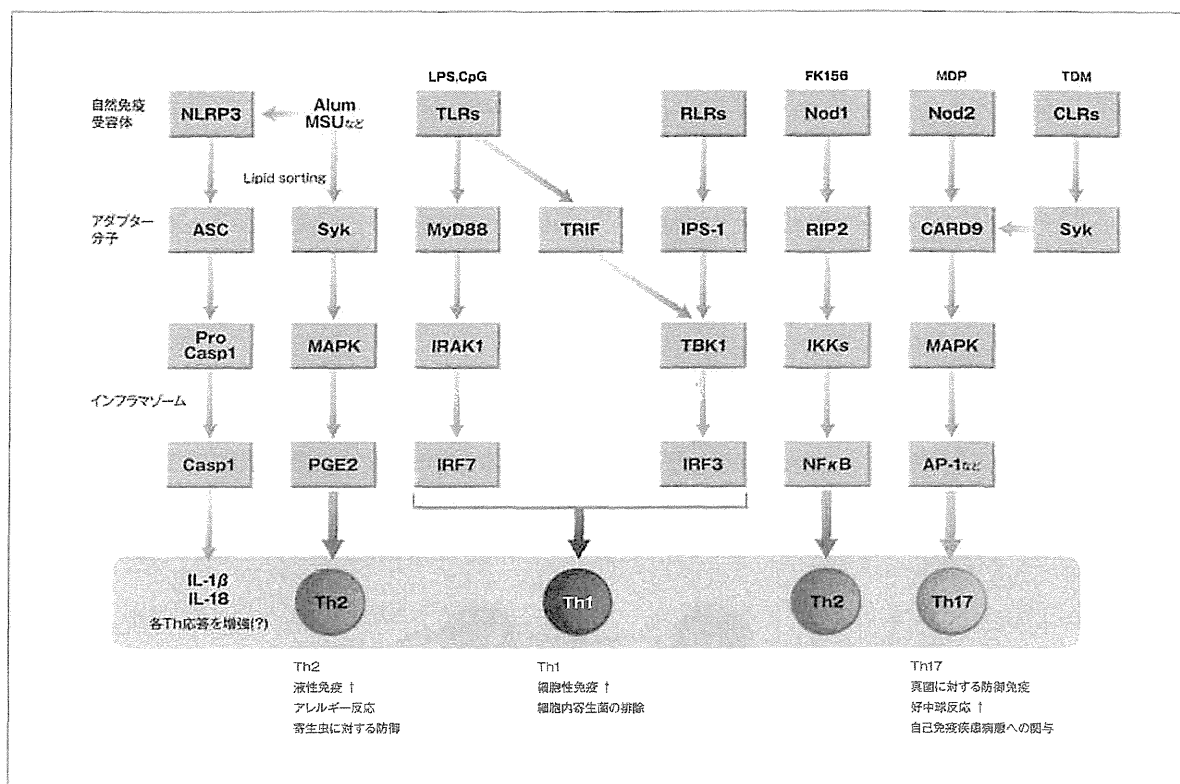 LPS,CpG
FK156
MDP
TDM
自然免疫
受容体
NLRP3
Alum
MSUなど
TLRs
RLRs
Nod1
Nod2
CLRs
Lipid sorting
アダプター
分子
ASC
Syk
MyD88
TRIF
IPS-1
RIP2
CARD9
Syk
Pro
Casp1
MAPK
IRAK1
TBK1
IKKs
MAPK
インフラマゾーム
Casp1
PGE2
IRF7
IRF3
NFκB
AP-1など
IL-1β
IL-18
各Th応答を増強(?)
Th2
Th1
Th2
Th17
Th2
液性免疫 ↑
アレルギー反応
寄生虫に対する防御
Th1
細胞性免疫 ↑
細胞内寄生菌の排除
Th17
真菌に対する防御免疫
好中球反応 ↑
自己免疫疾患病態への関与